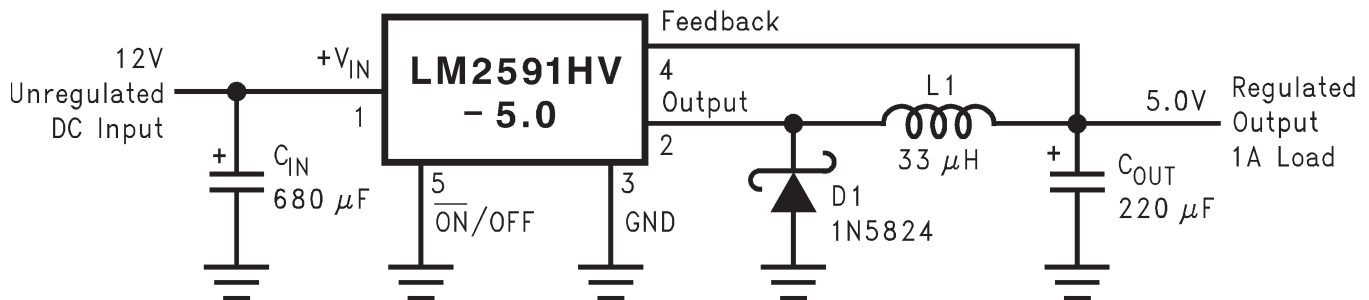 12V
Unregulated
DC Input
+VIN
1
LM2591HV
- 5.0
Feedback
4
Output
2
L1
33 μH
5.0V
Regulated
Output
1A Load
+
CIN
680 μF
5
ON/OFF
3
GND
D1
1N5824
+
COUT
220 μF